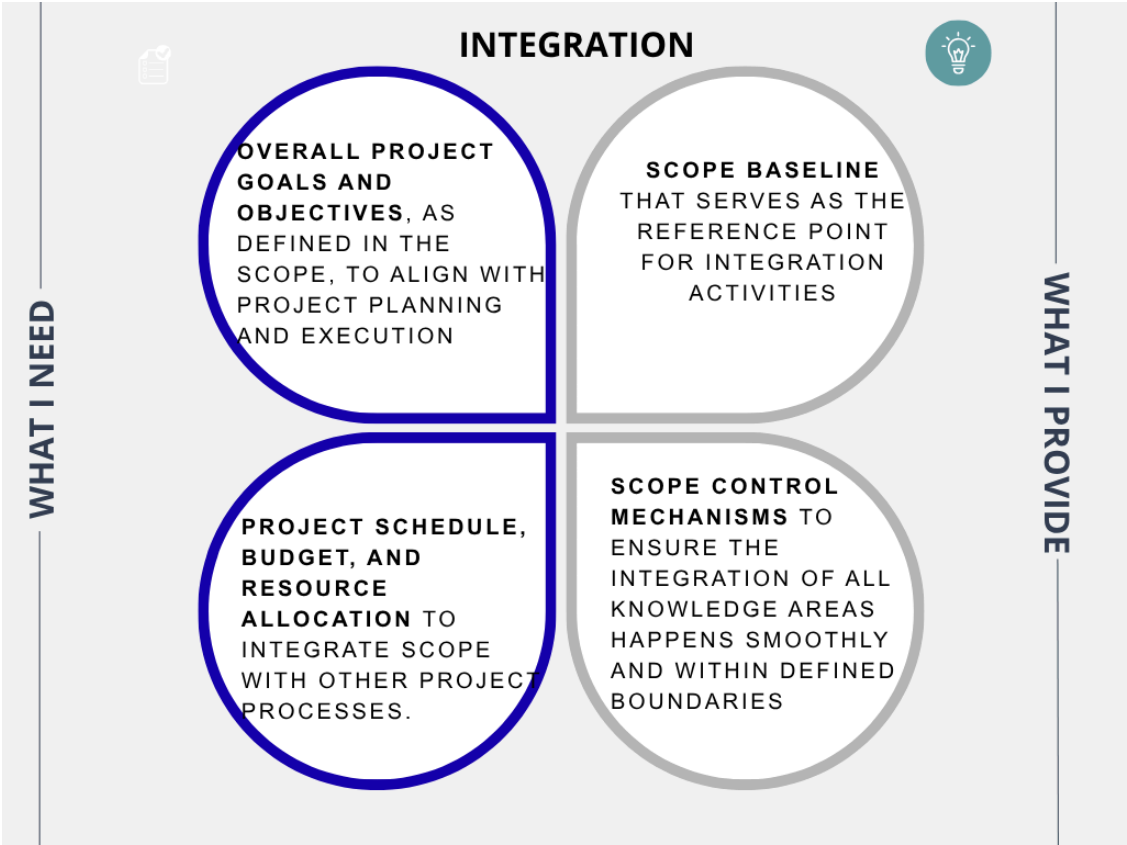 INTEGRATION
WHAT I NEED
OVERALL PROJECT
GOALS AND
OBJECTIVES, AS
DEFINED IN THE
SCOPE, TO ALIGN WITH
PROJECT PLANNING
AND EXECUTION
PROJECT SCHEDULE,
BUDGET, AND
RESOURCE
ALLOCATION TO
INTEGRATE SCOPE
WITH OTHER PROJECT
PROCESSES.
SCOPE BASELINE
THAT SERVES AS THE
REFERENCE POINT
FOR INTEGRATION
ACTIVITIES
SCOPE CONTROL
MECHANISMS TO
ENSURE THE
INTEGRATION OF ALL
KNOWLEDGE AREAS
HAPPENS SMOOTHLY
AND WITHIN DEFINED
BOUNDARIES
WHAT I PROVIDE